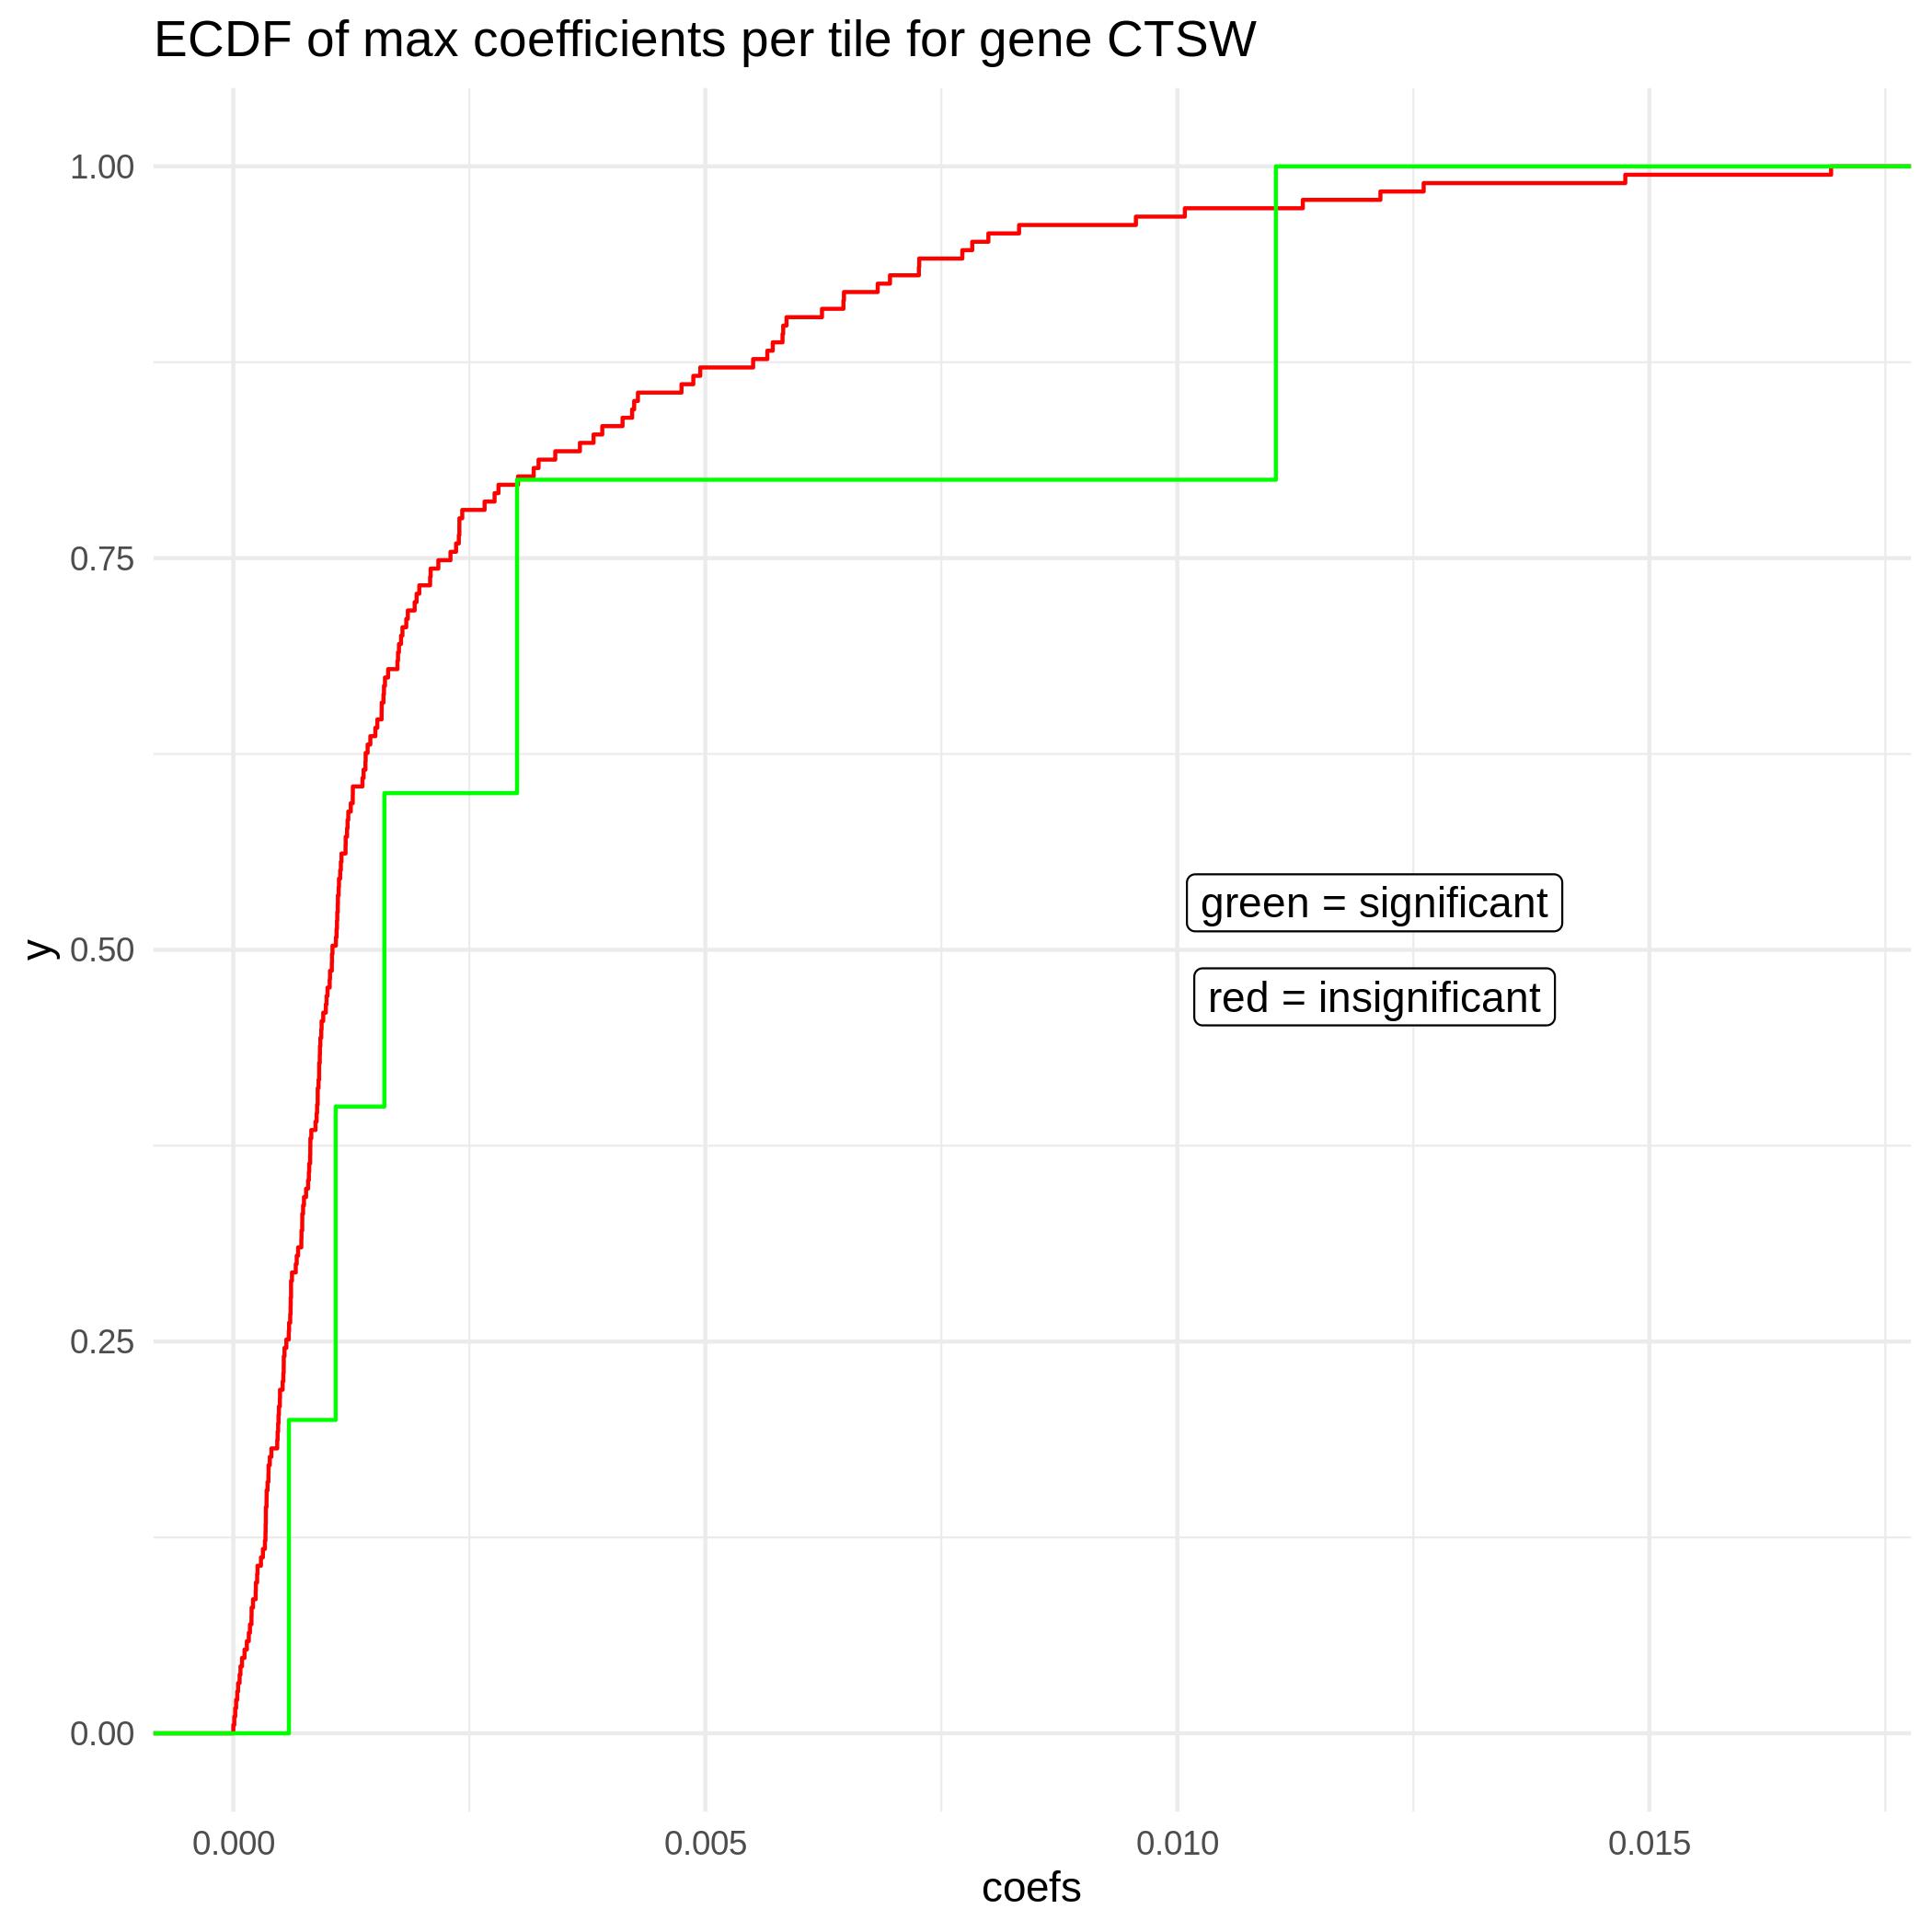 ECDF of max coefficients per tile for gene CTSW
1.00
0.75
0.50
0.25
0.00
y
green = significant
red = insignificant
0.000
0.005
0.010
0.015
coefs